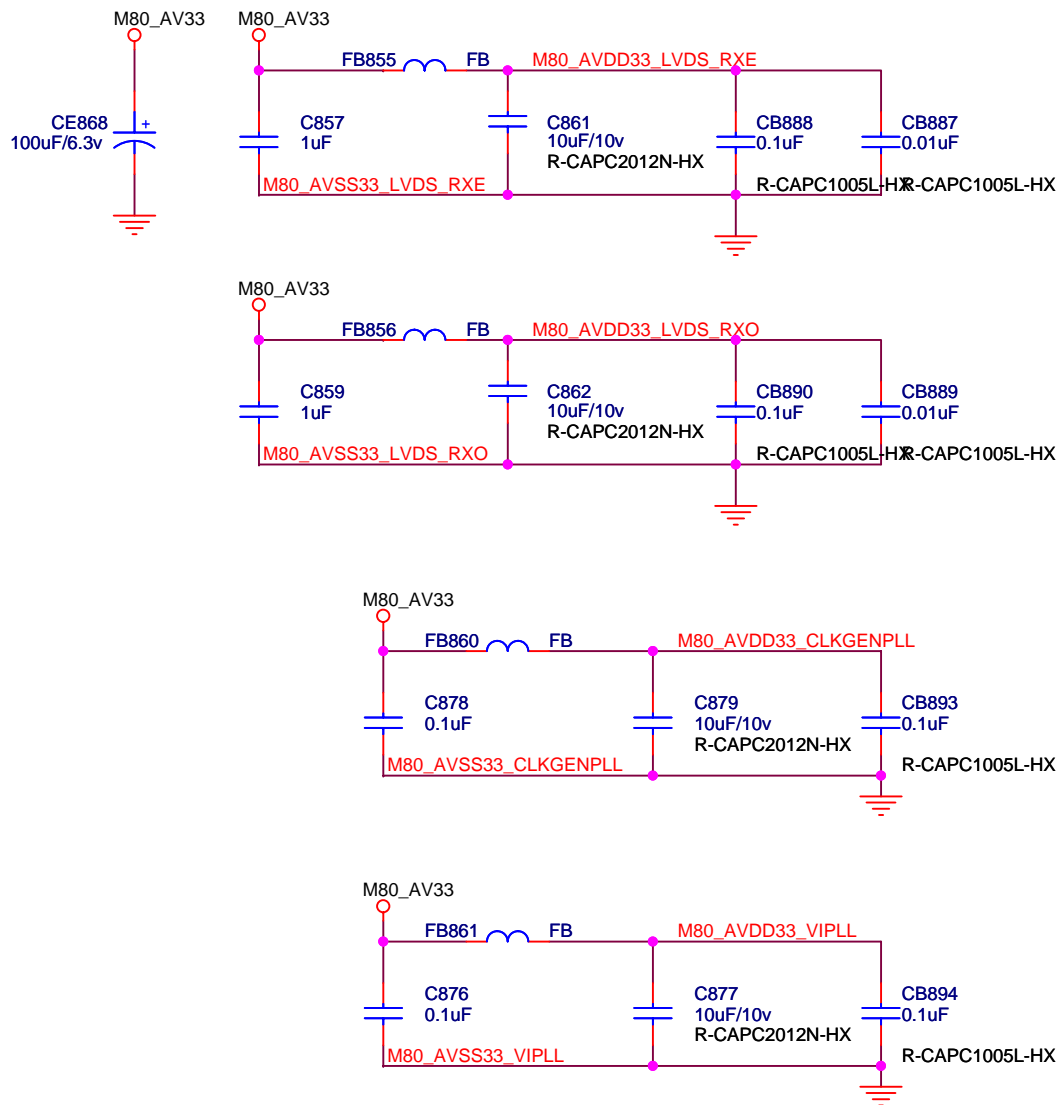 M80_AV33
M80_AV33
FB855
FB
M80_AVDD33_LVDS_RXE
CE868
100uF/6.3v
+
C857
1uF
C861
10uF/10v
R-CAPC2012N-HX
CB888
0.1uF
CB887
0.01uF
M80_AVSS33_LVDS_RXE
R-CAPC1005L-HX
R-CAPC1005L-HX
M80_AV33
FB856
FB
M80_AVDD33_LVDS_RXO
C859
1uF
C862
10uF/10v
R-CAPC2012N-HX
CB890
0.1uF
CB889
0.01uF
M80_AVSS33_LVDS_RXO
R-CAPC1005L-HX
R-CAPC1005L-HX
M80_AV33
FB860
FB
M80_AVDD33_CLKGENPLL
C878
0.1uF
C879
10uF/10v
R-CAPC2012N-HX
CB893
0.1uF
M80_AVSS33_CLKGENPLL
R-CAPC1005L-HX
M80_AV33
FB861
FB
M80_AVDD33_VIPLL
C876
0.1uF
C877
10uF/10v
R-CAPC2012N-HX
CB894
0.1uF
M80_AVSS33_VIPLL
R-CAPC1005L-HX